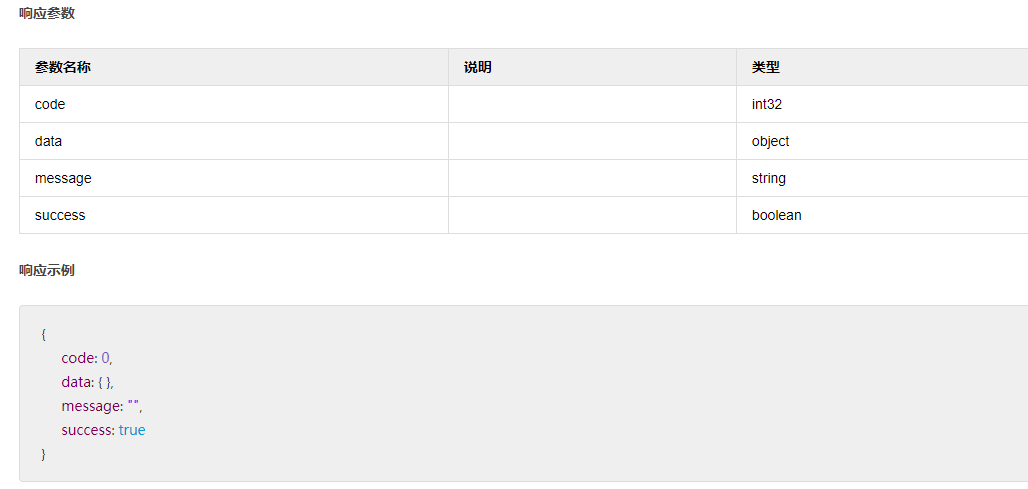 响应参数
参数名称 说明 类型
code int32
data object
message string
success boolean
响应示例
{
code: 0,
data: { },
message: "",
success: true
}